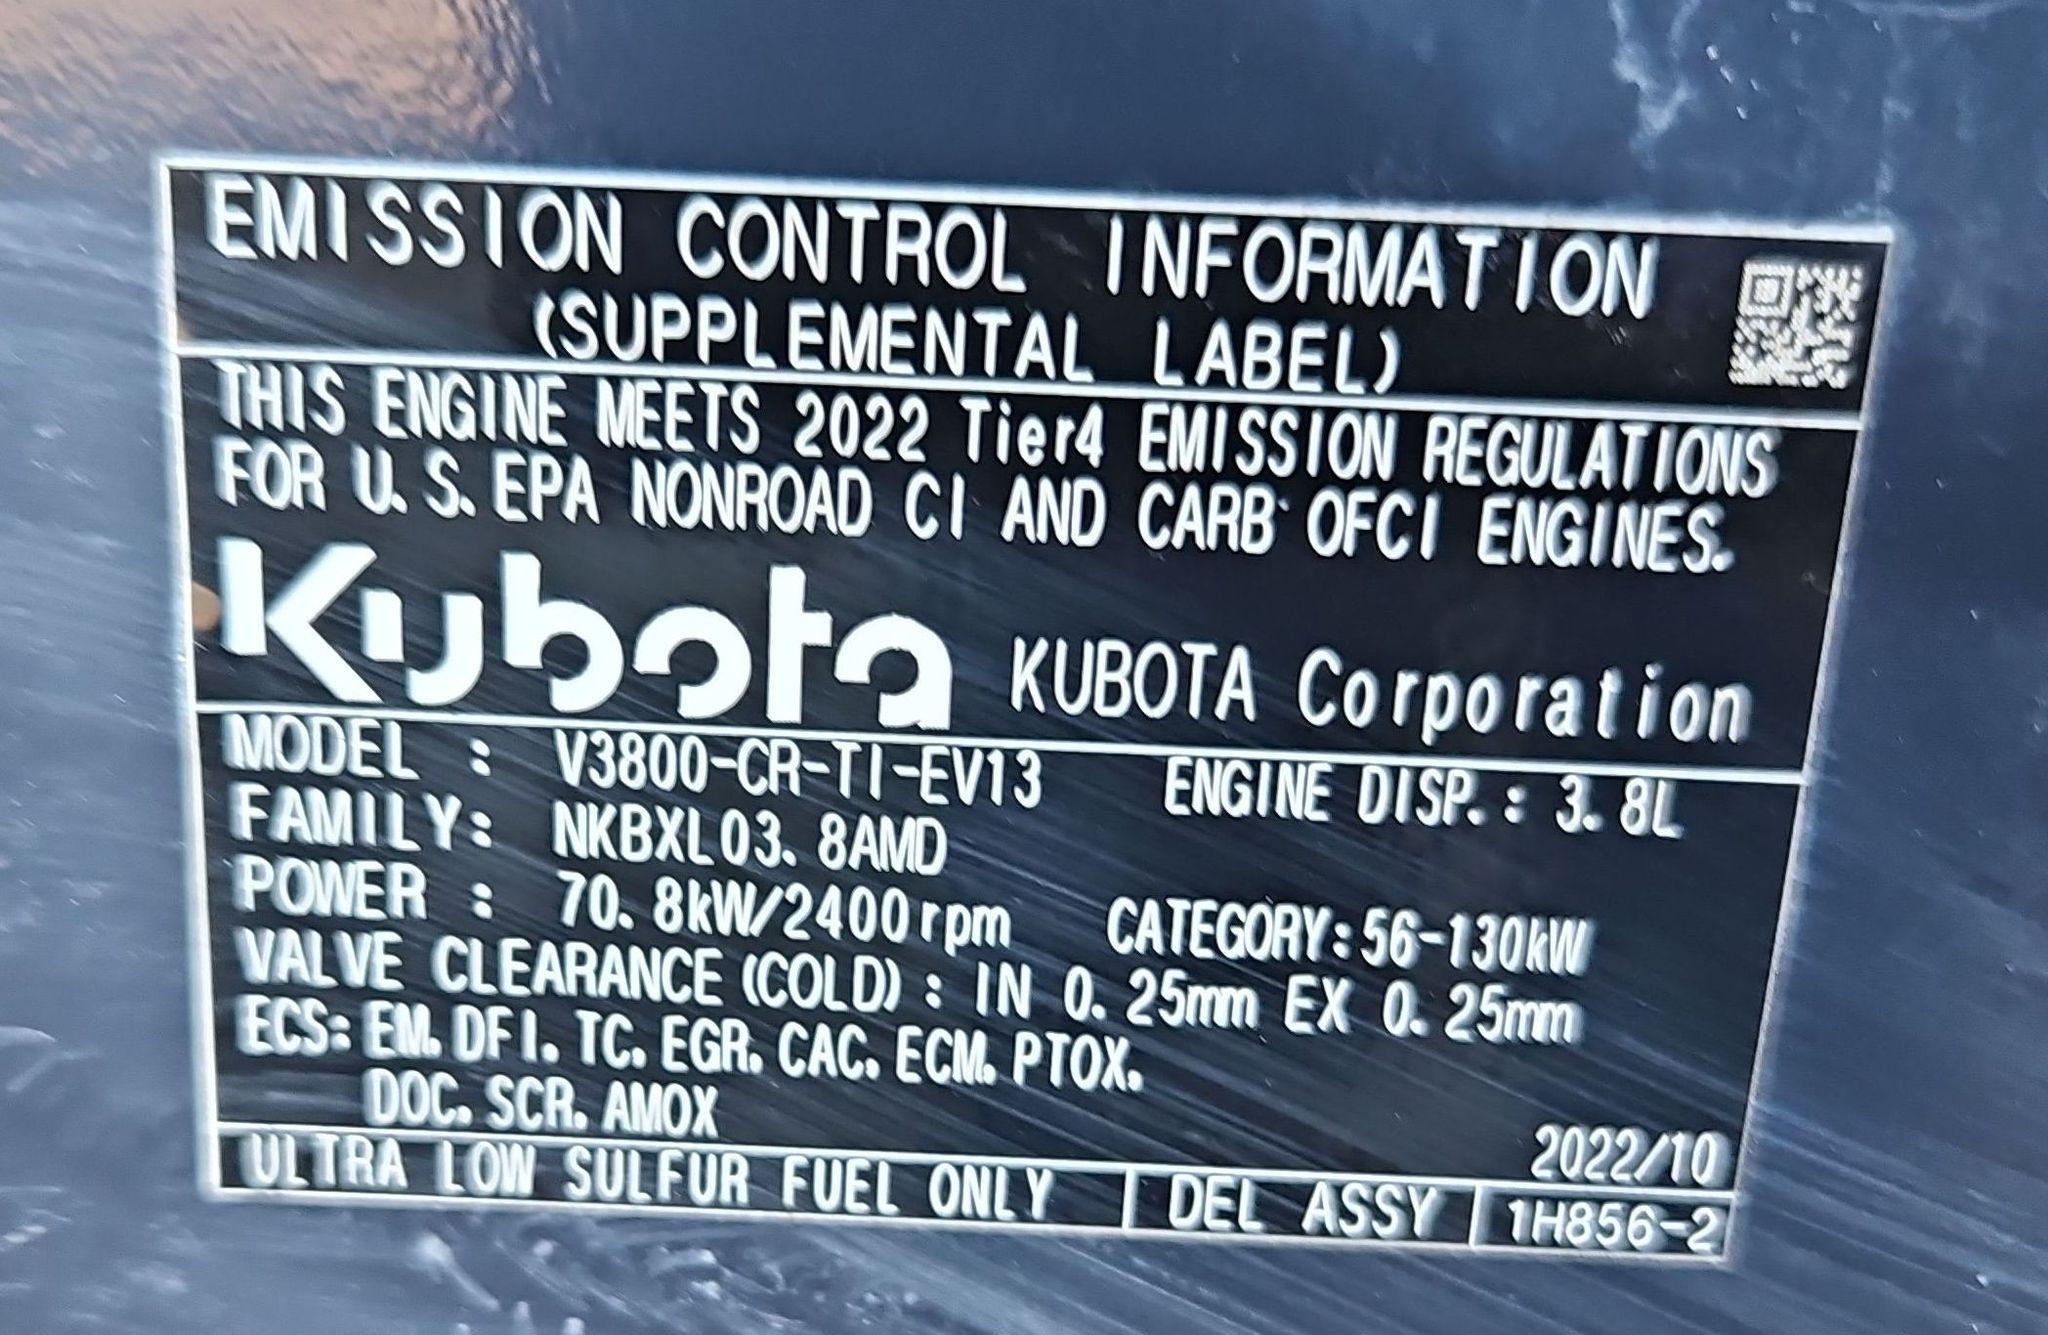 EMISSION CONTROL INFORMATION
(SUPPLEMENTAL LABEL)
THIS ENGINE MEETS 2022 Tier4 EMISSION REGULATIONS
FOR U.S.EPA NONROAD CI AND CARB OFCI ENGINES.
Kubota KUBOTA Corporation
MODEL : V3800-CR-TI-EV13 ENGINE DISP.: 3.8L
FAMILY: NKBXL03.8AMD
POWER : 70.8kW/2400rpm CATEGORY:56-130kW
VALVE CLEARANCE(COLD): IN 0.25mm EX 0.25mm
ECS: EM. DFI. TC. EGR. CAC. ECM. PTOX.
DOC. SCR. AMOX
2022/10
ULTRA LOW SULFUR FUEL ONLY DEL ASSY 1H856-2